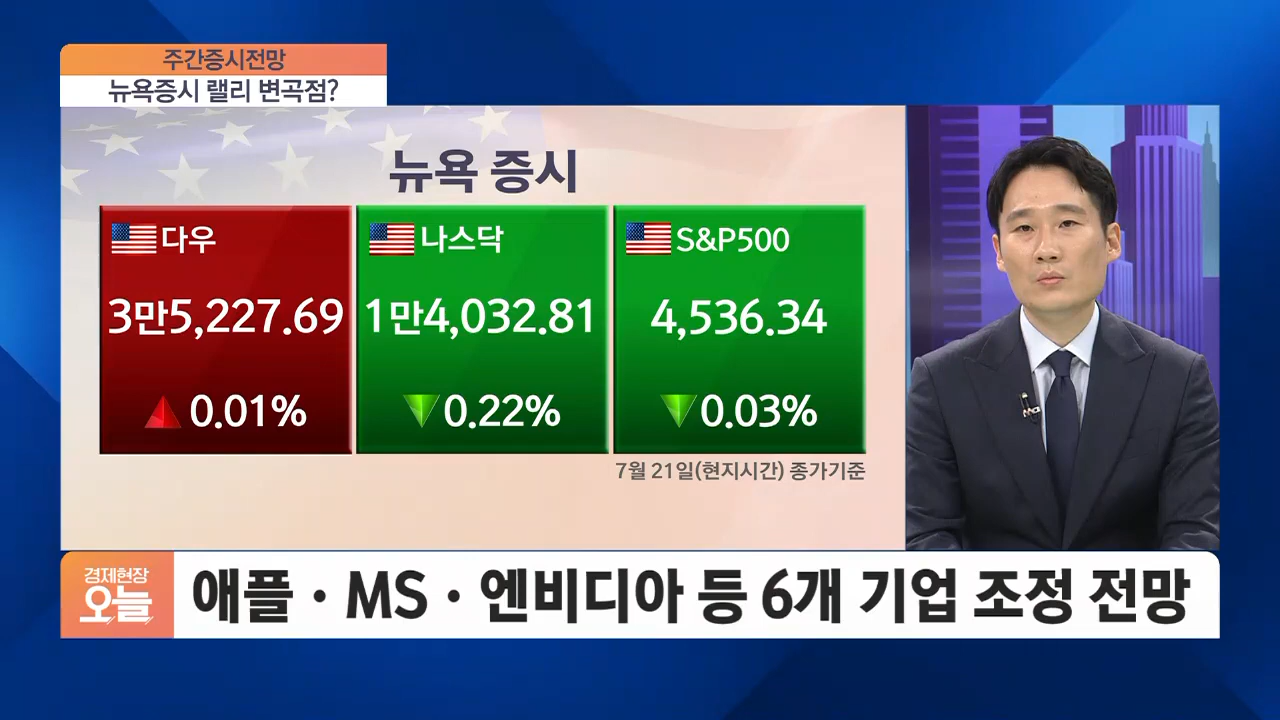 주간증시전망
뉴욕증시 랠리 변곡점?
뉴욕 증시
다우
3만5,227.69
▲ 0.01%
나스닥
1만4,032.81
▼ 0.22%
S&P500
4,536.34
▼ 0.03%
7월 21일(현지시간) 종가기준
경제현장
오늘
애플 · MS · 엔비디아 등 6개 기업 조정 전망